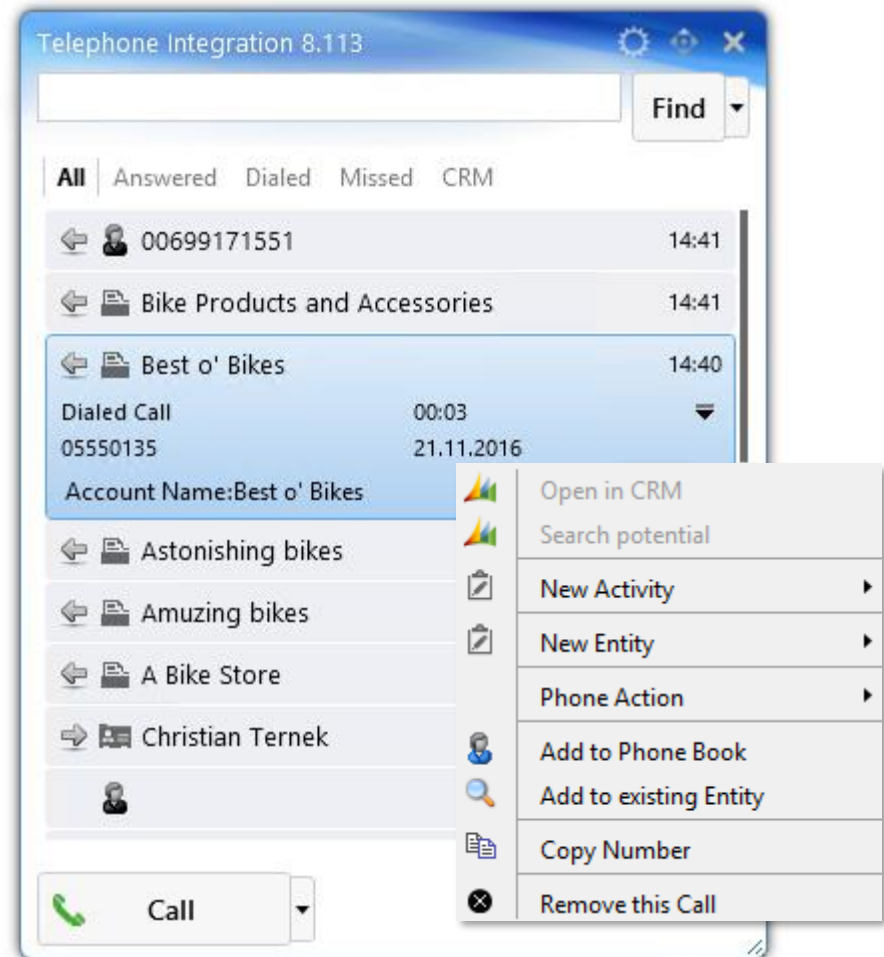 Telephone Integration 8.113
Find
All Answered Dialed Missed CRM
00699171551 14:41
Bike Products and Accessories 14:41
Best o' Bikes 14:40
Dialed Call 00:03
05550135 21.11.2016
Account Name:Best o' Bikes
Astonishing bikes
Amuzing bikes
A Bike Store
Christian Ternek
Call
Open in CRM
Search potential
New Activity
New Entity
Phone Action
Add to Phone Book
Add to existing Entity
Copy Number
Remove this Call